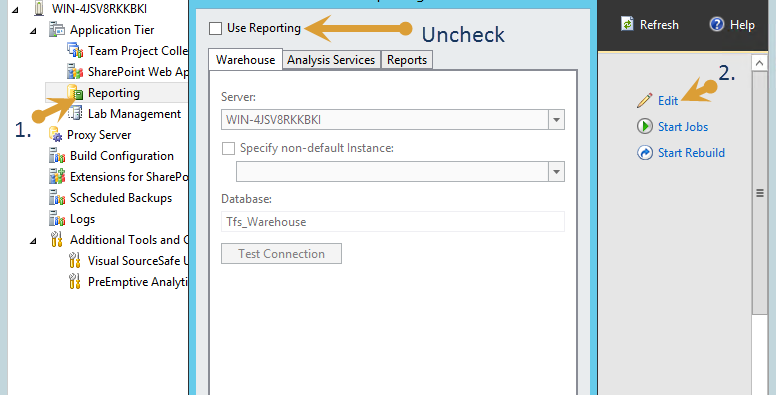 WIN-4JSV8RKKBKI
Application Tier
Team Project Colle
SharePoint Web Ap
Reporting
Lab Management
1.
Proxy Server
Build Configuration
Extensions for SharePo
Scheduled Backups
Logs
Additional Tools and C
Visual SourceSafe U
PreEmptive Analyti
Use Reporting
Uncheck
Warehouse Analysis Services Reports
Server:
WIN-4JSV8RKKBKI
Specify non-default Instance:
Database:
Tfs_Warehouse
Test Connection
Refresh Help
2.
Edit
Start Jobs
Start Rebuild